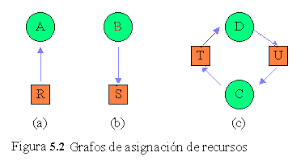 A B D
T U
R S C
(a) (b) (c)
Figura 5.2 Grafos de asignación de recursos